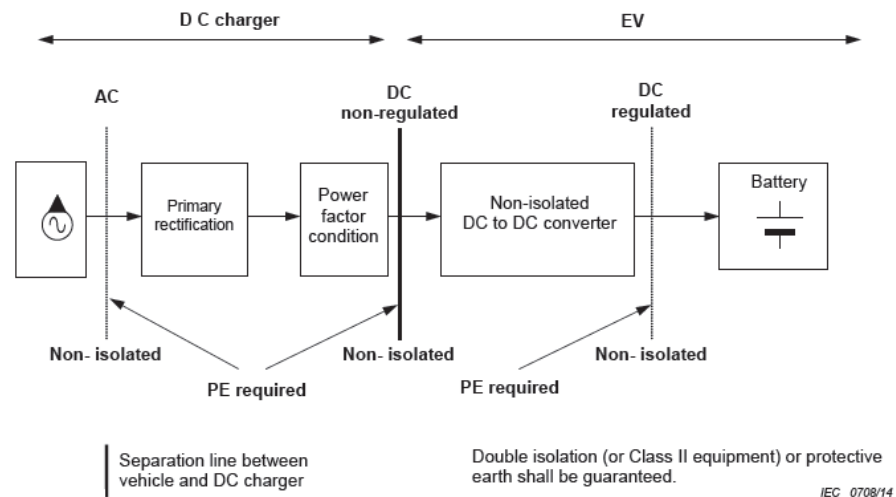 D C charger
EV
AC
DC
non-regulated
DC
regulated
Primary
rectification
Power
factor
condition
Non-isolated
DC to DC converter
Battery
Non- isolated
Non- isolated
Non- isolated
PE required
PE required
Separation line between
vehicle and DC charger
Double isolation (or Class II equipment) or protective
earth shall be guaranteed.
IEC 0708/14